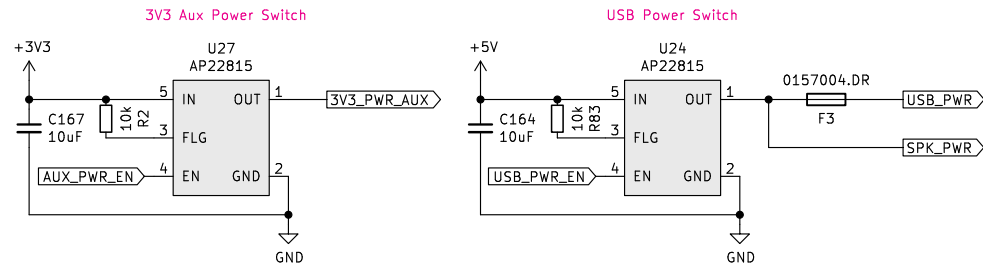 3V3 Aux Power Switch
+3V3
U27
AP22815
5 IN OUT 1
3V3_PWR_AUX
C167
10uF
10k
R2
3 FLG
AUX_PWR_EN
4 EN GND 2
GND
USB Power Switch
+5V
U24
AP22815
0157004.DR
5 IN OUT 1
USB_PWR
F3
C164
10uF
10k
R83
3 FLG
SPK_PWR
USB_PWR_EN
4 EN GND 2
GND